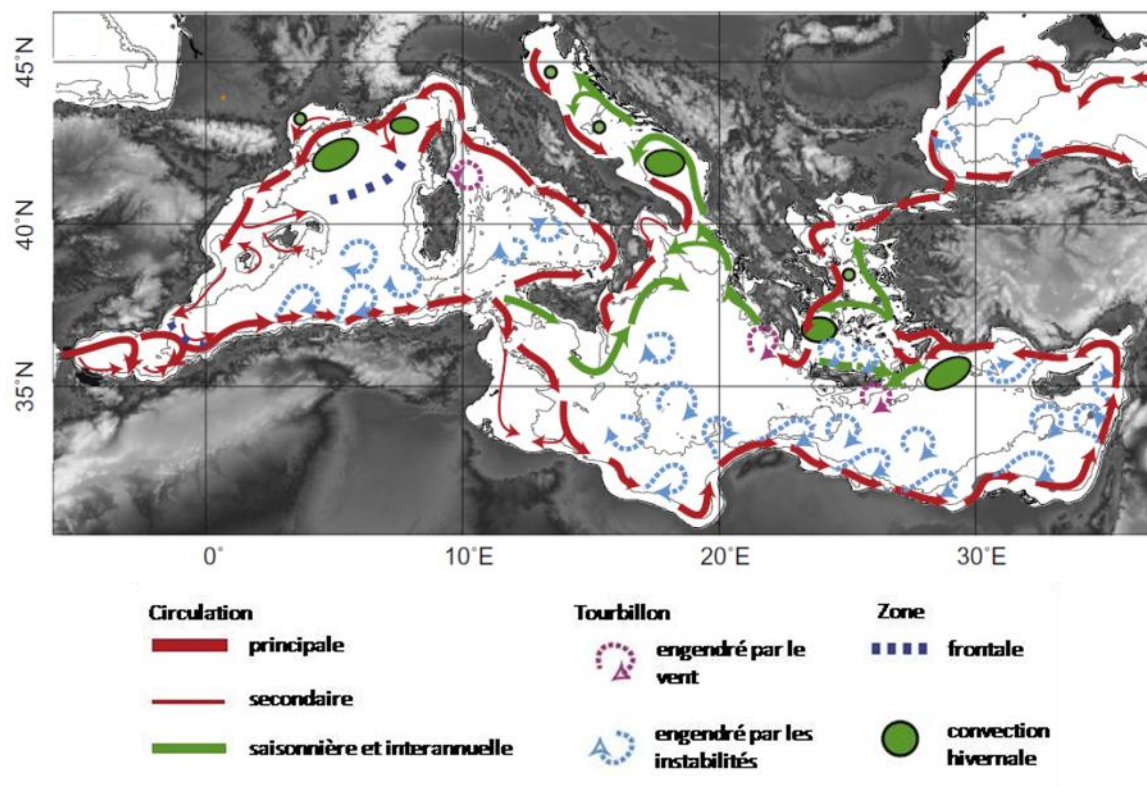 45˚N
40˚N
35˚N
0˚
10˚E
20˚E
30˚E
Circulation
principale
secondaire
saisonnière et interannuelle
Tourbillon
engendré par le
vent
engendré par les
instabilités
Zone
frontale
convection
hivernale